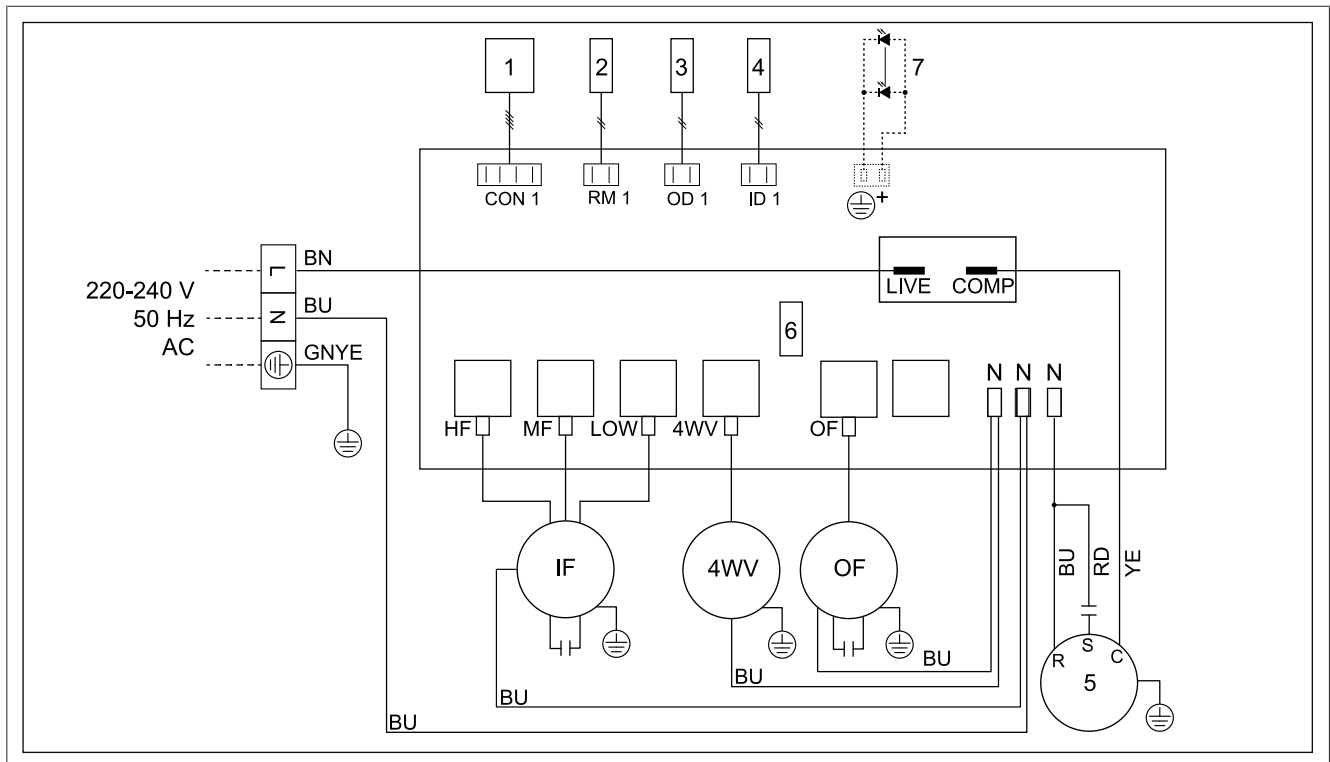 1 2 3 4 7
CON 1 RM 1 OD 1 ID 1 +
L BN
220-240 V
50 Hz
AC
N BU
GNYE
LIVE COMP
6
N N N
HF MF LOW 4WV OF
IF 4WV OF
BU RD YE
R S C
5
BU
BU
BU
BU